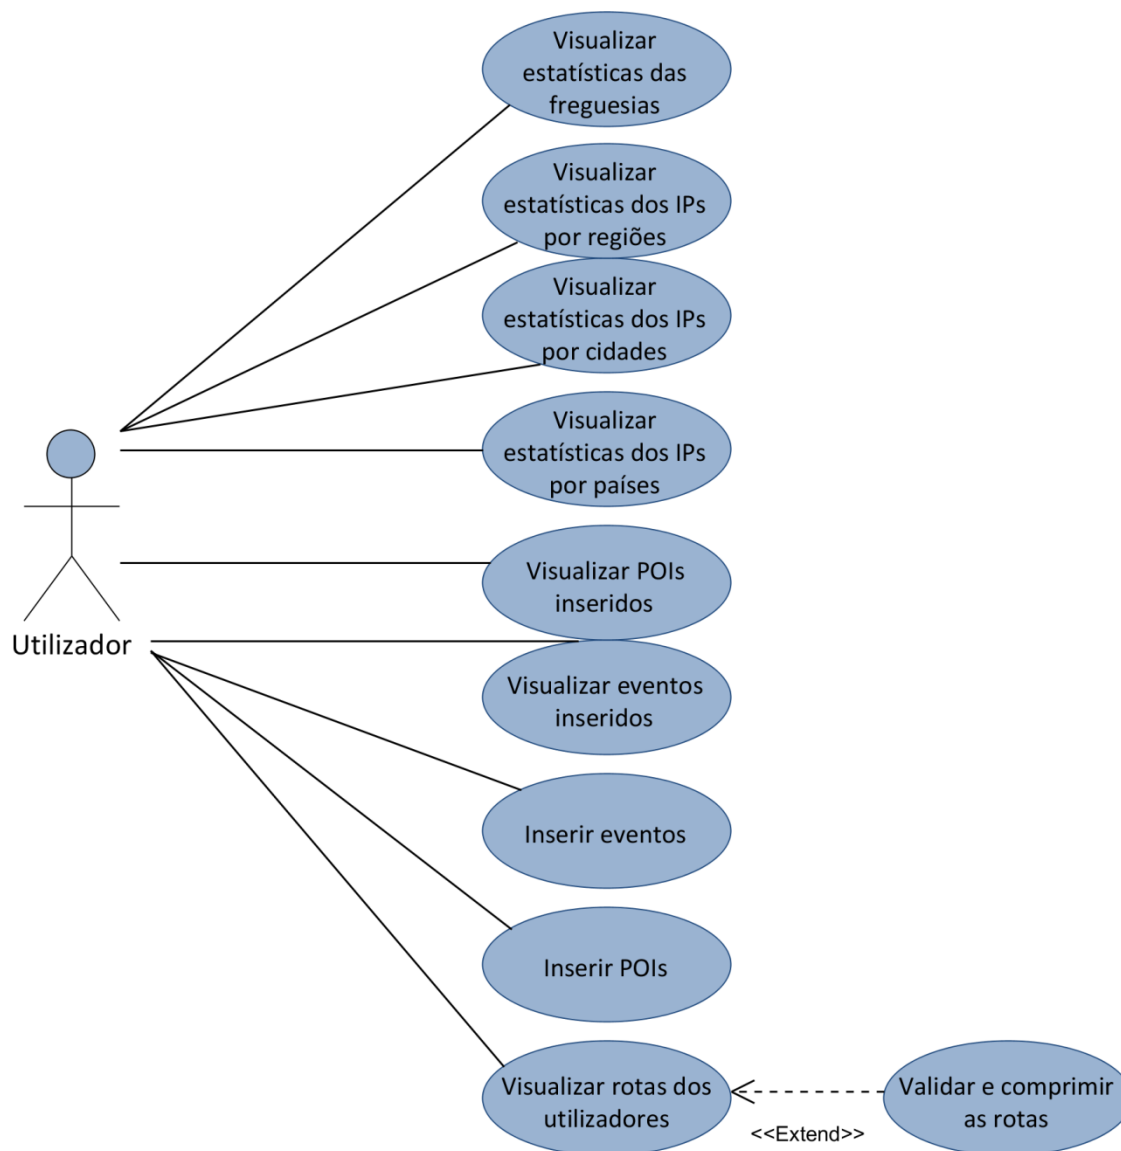 Visualizar
estatísticas das
freguesias
Visualizar
estatísticas dos IPs
por regiões
Visualizar
estatísticas dos IPs
por cidades
Visualizar
estatísticas dos IPs
por países
Visualizar POIs
inseridos
Utilizador
Visualizar eventos
inseridos
Inserir eventos
Inserir POIs
Visualizar rotas dos
utilizadores
<<Extend>>
Validar e comprimir
as rotas